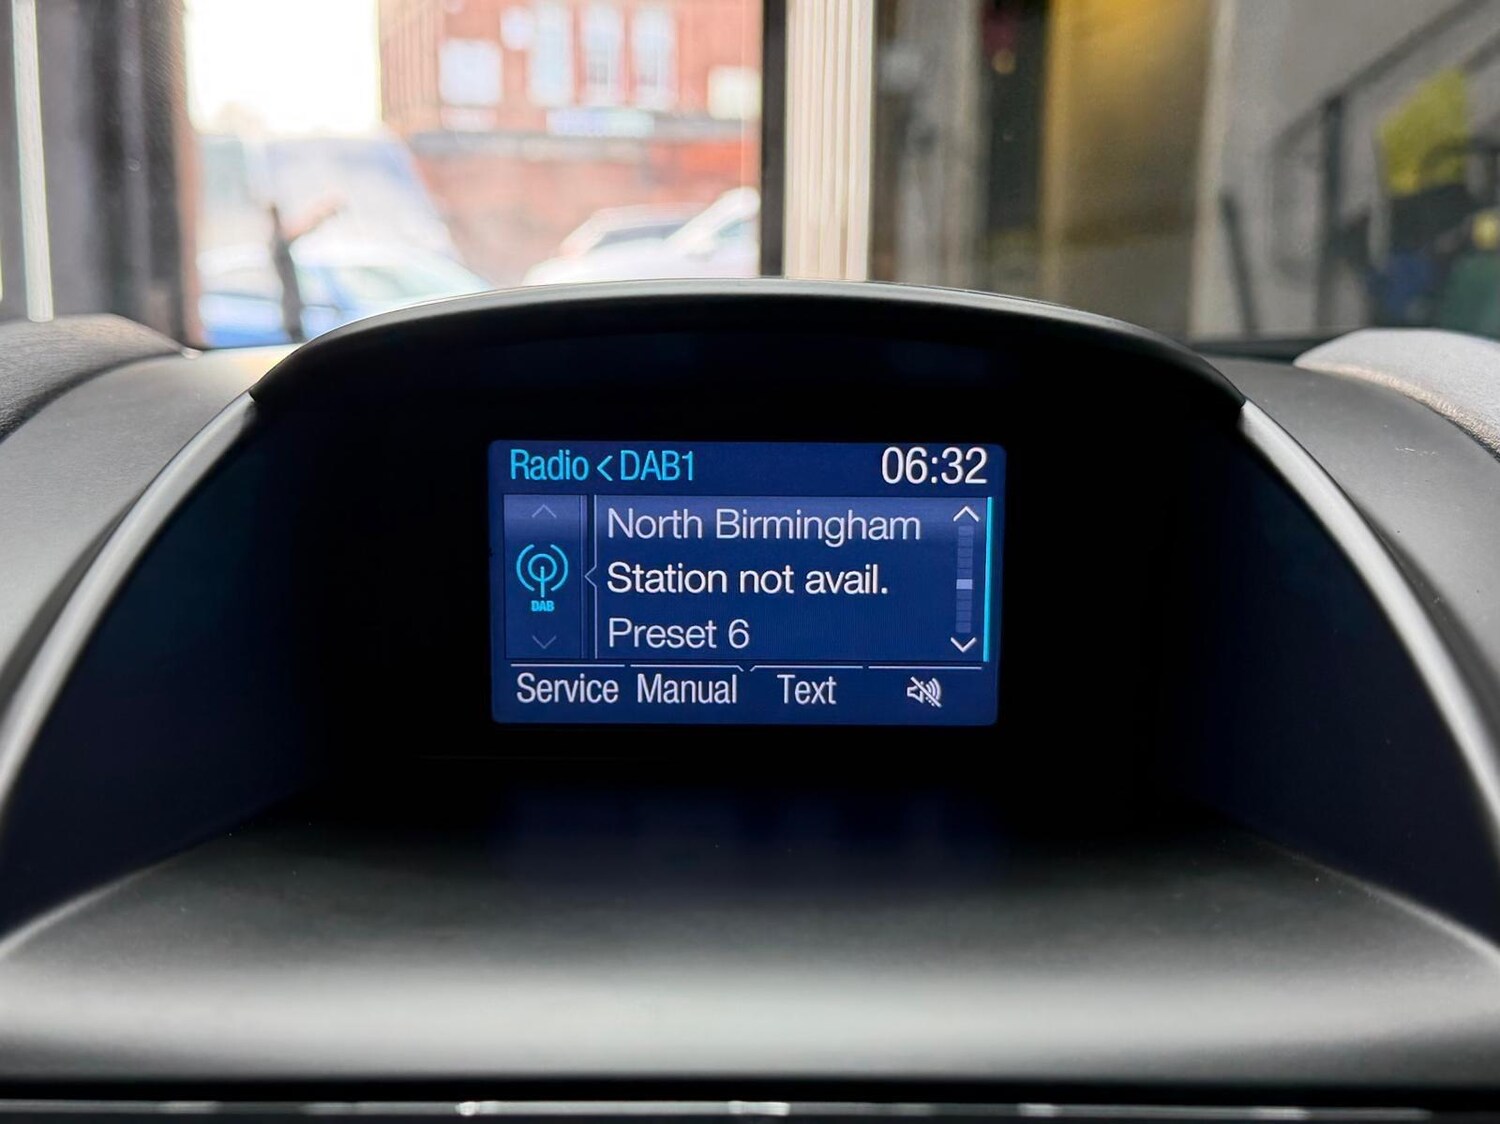 Radio < DAB1
06:32
North Birmingham
DAB
Station not avail.
Preset 6
Service Manual Text